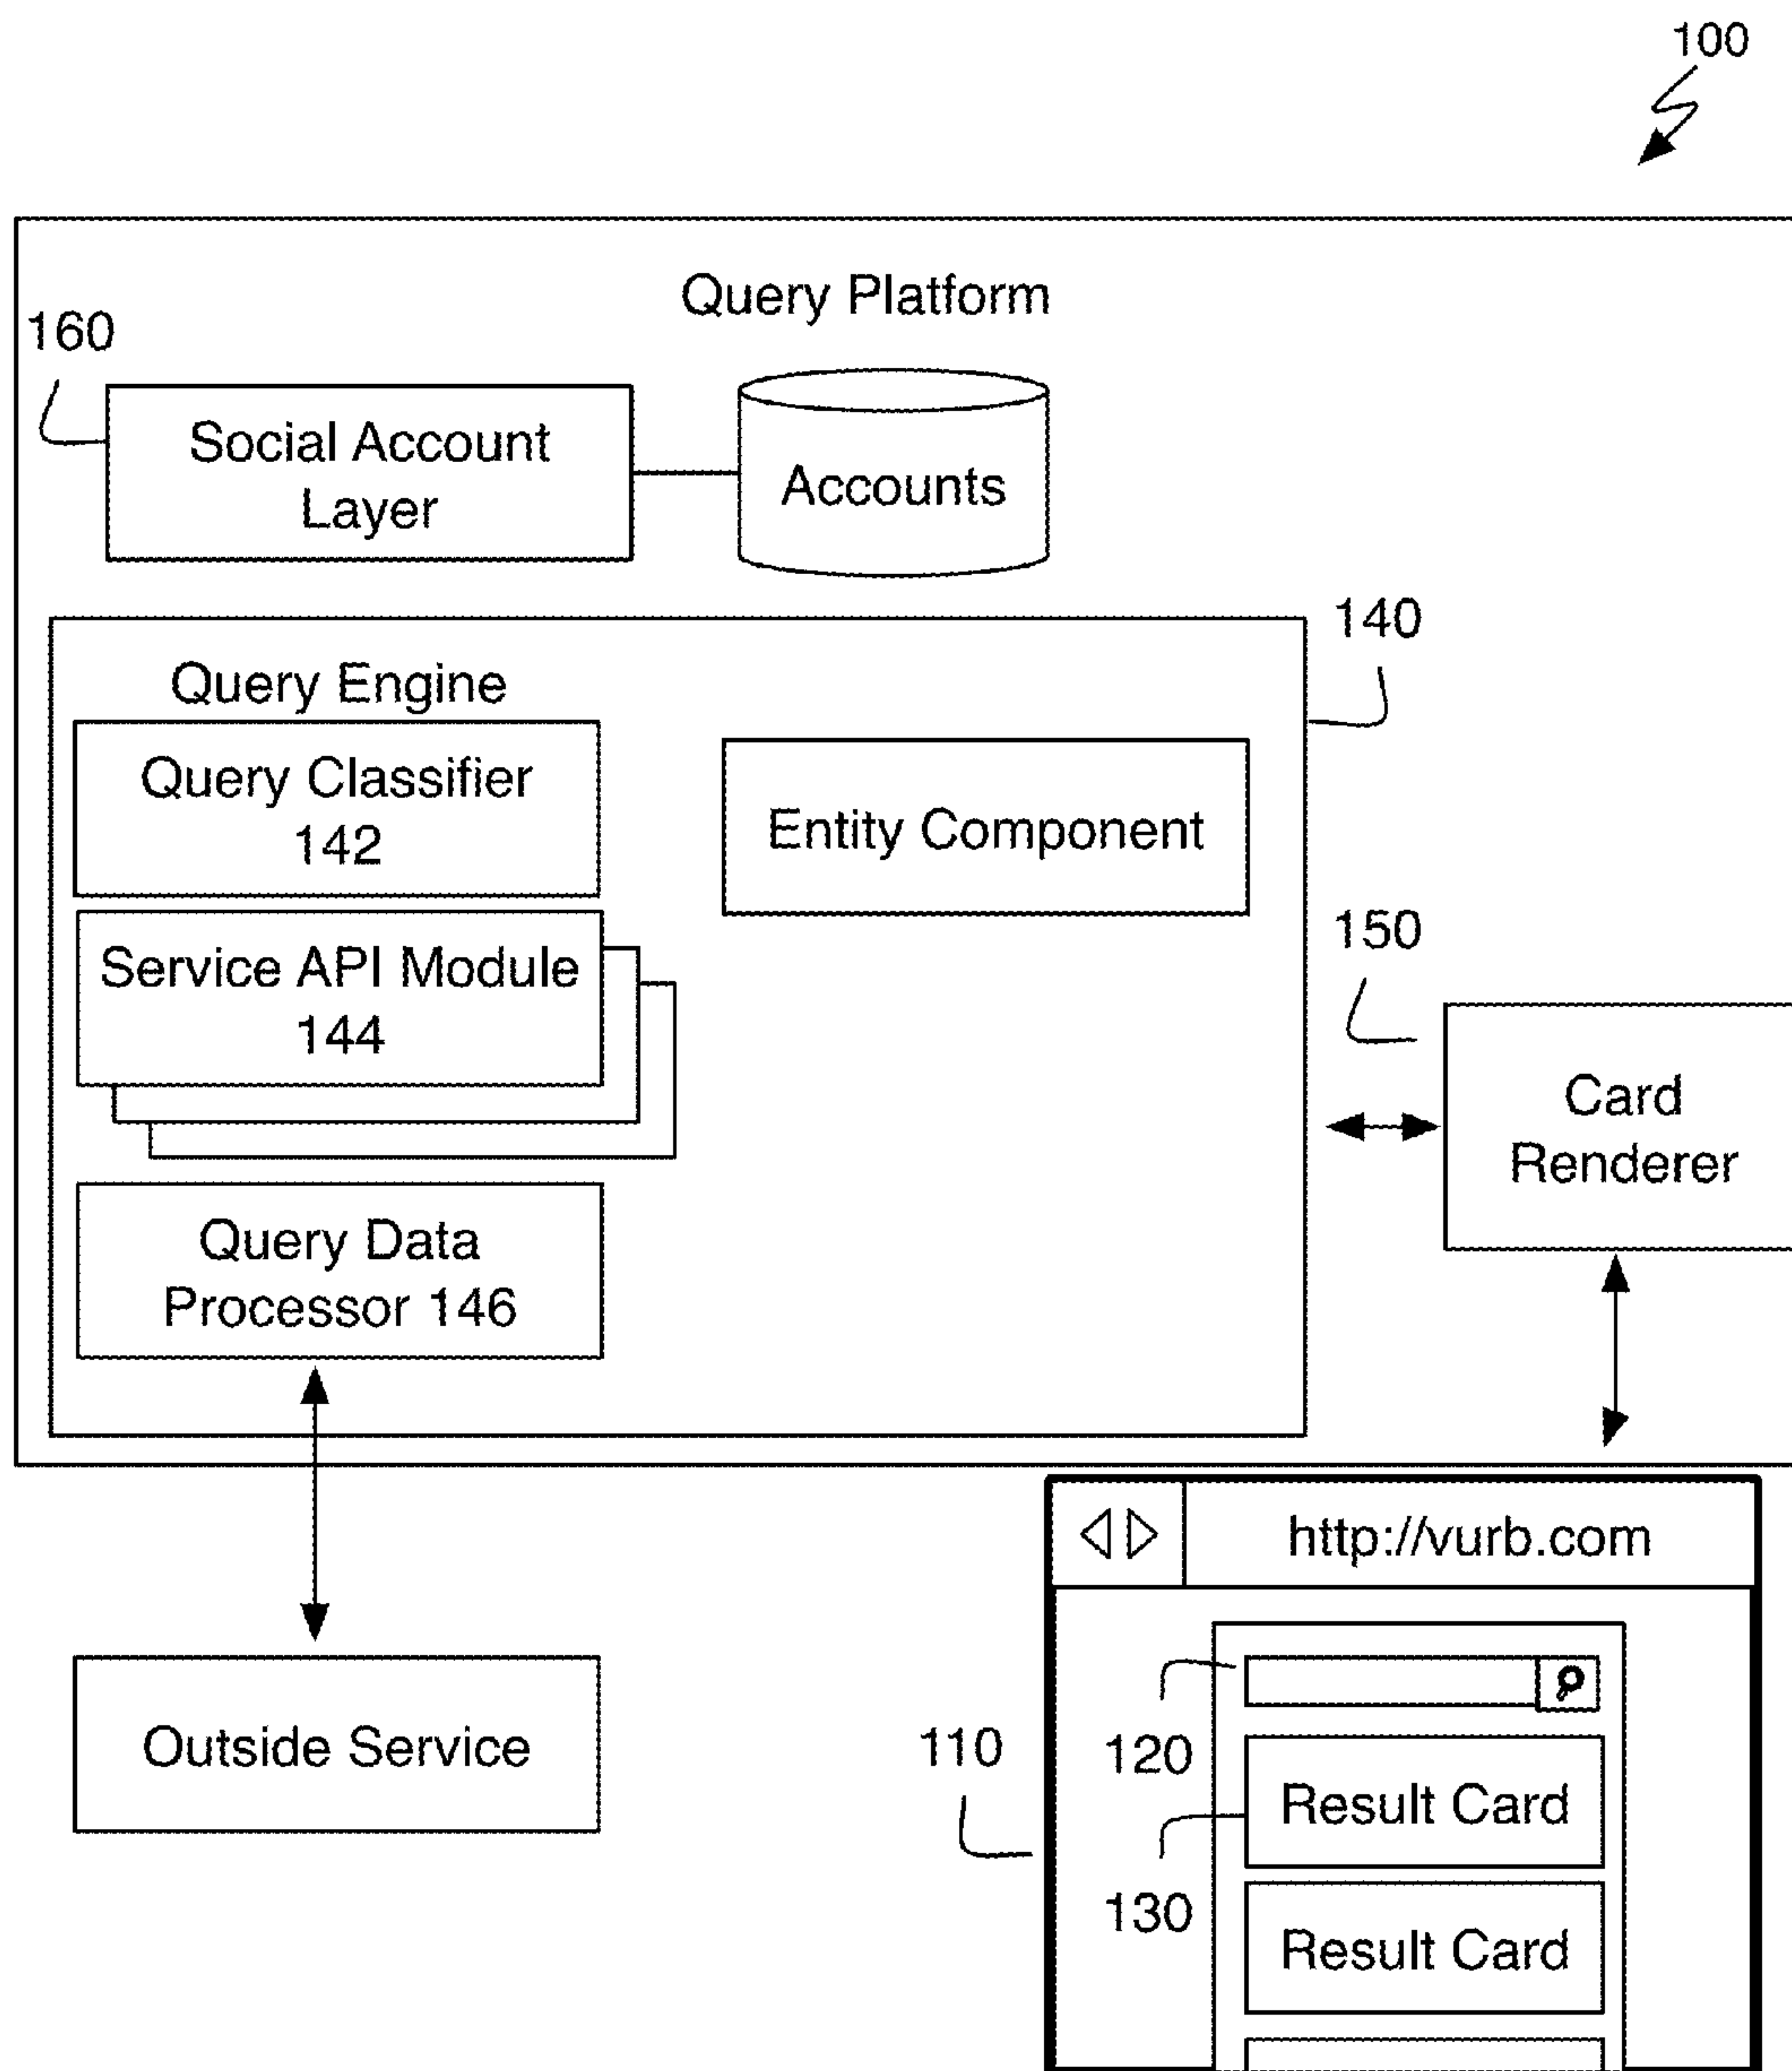 100
Query Platform
160
Social Account
Layer
Accounts
140
Query Engine
Query Classifier
142
Entity Component
Service API Module
144
150
Card
Renderer
Query Data
Processor 146
http://vurb.com
Outside Service
110
120
Result Card
130
Result Card